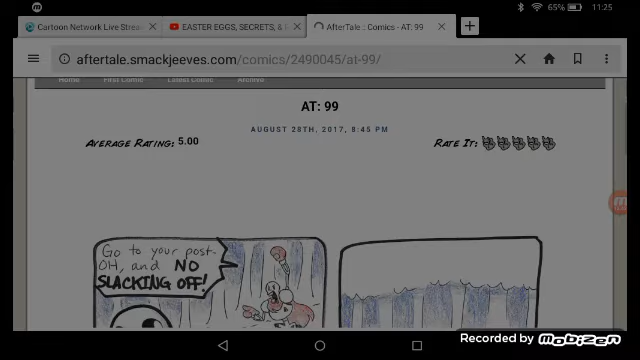 65% 11:25
Cartoon Network Live Strea
EASTER EGGS, SECRETS, &
AfterTale :: Comics - AT: 99
aftertale.smackjeeves.com/comics/2490045/at-99/
Home First Comic Latest Comic Archive
AT: 99
AUGUST 28TH, 2017, 8:45 PM
AVERAGE RATING: 5.00
RATE IT:
Go to your post-
OH, and NO
SLACKING OFF!
Recorded by Mobizen